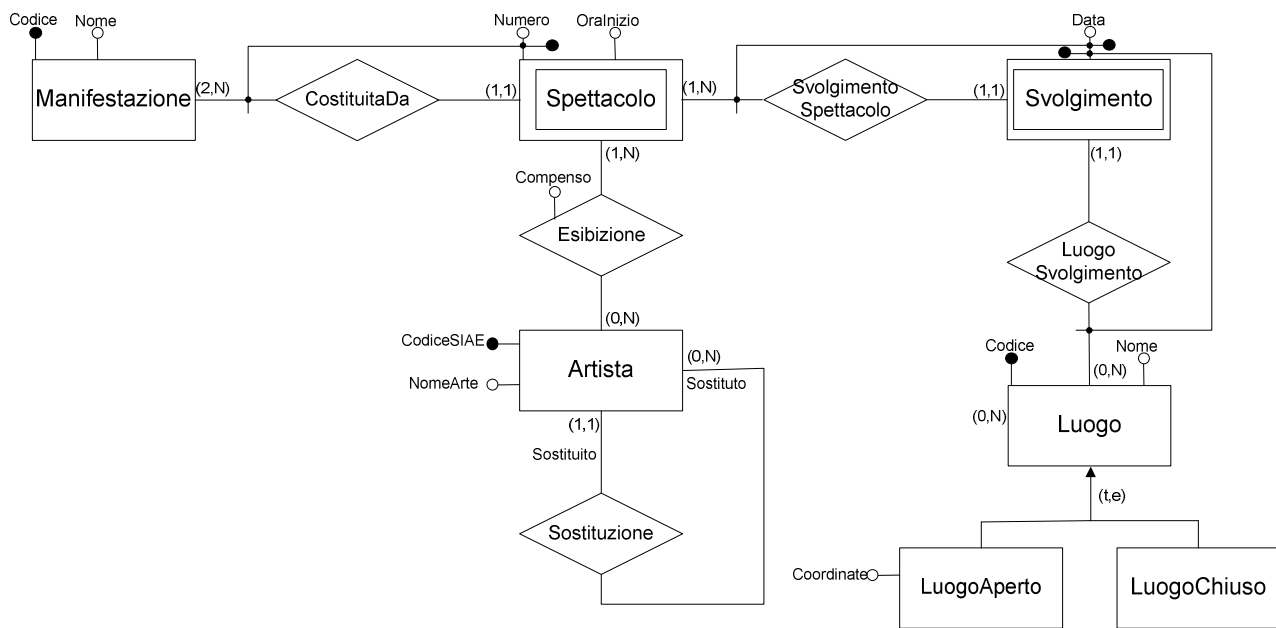 Codice
Nome
Numero
OraInizio
Data
Manifestazione
(2,N)
CostituitaDa
(1,1)
Spettacolo
(1,N)
Svolgimento
Spettacolo
(1,1)
Svolgimento
(1,N)
(1,1)
Compenso
Esibizione
Luogo
Svolgimento
(0,N)
CodiceSIAE
NomeArte
Artista
(0,N)
Sostituto
Codice
Nome
(0,N)
(0,N)
Luogo
(1,1)
Sostituito
(t,e)
Sostituzione
Coordinate
LuogoAperto
LuogoChiuso